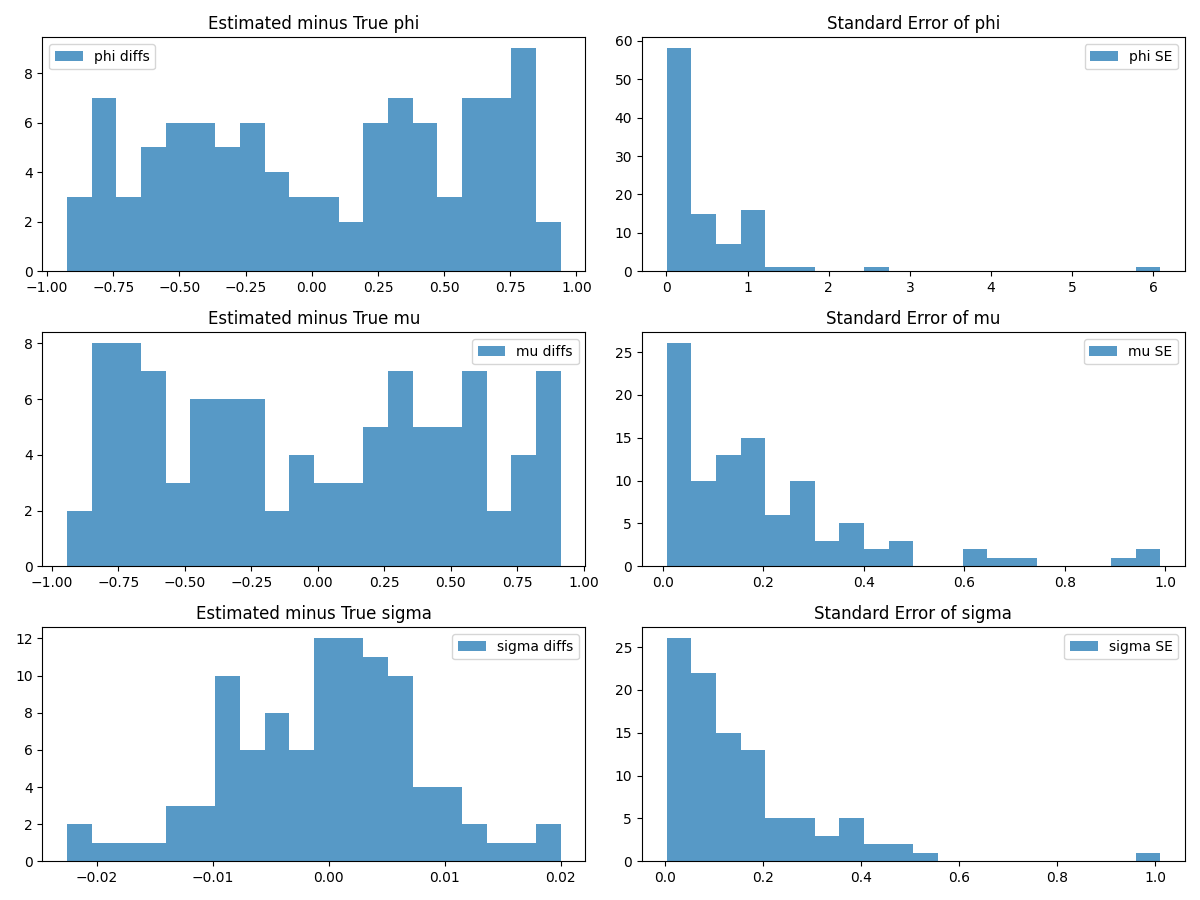 Estimated minus True phi
phi diffs
8
6
4
2
0
−1.00 −0.75 −0.50 −0.25 0.00 0.25 0.50 0.75 1.00
Standard Error of phi
phi SE
60
50
40
30
20
10
0
0 1 2 3 4 5 6
Estimated minus True mu
mu diffs
8
6
4
2
0
−1.00 −0.75 −0.50 −0.25 0.00 0.25 0.50 0.75 1.00
Standard Error of mu
mu SE
25
20
15
10
5
0
0.0 0.2 0.4 0.6 0.8 1.0
Estimated minus True sigma
sigma diffs
12
10
8
6
4
2
0
−0.02 −0.01 0.00 0.01 0.02
Standard Error of sigma
sigma SE
25
20
15
10
5
0
0.0 0.2 0.4 0.6 0.8 1.0